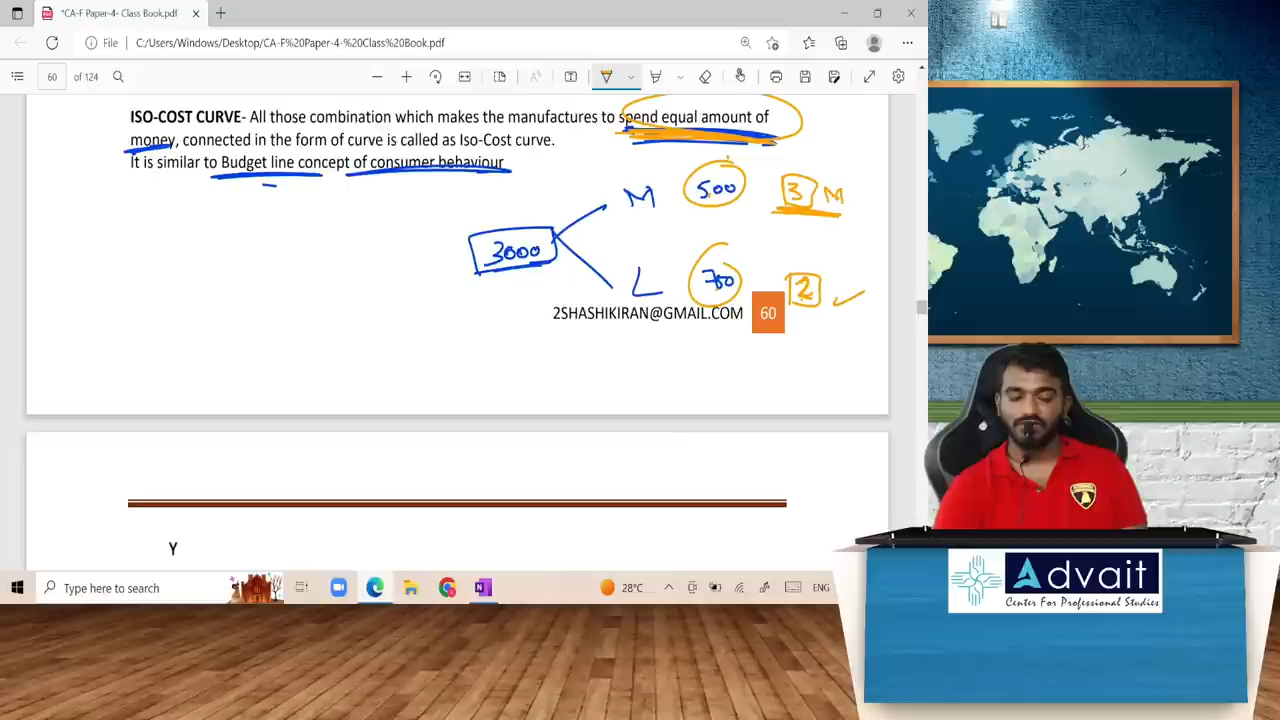 *CA-F Paper-4- Class Book.pdf
File C:/Users/Windows/Desktop/CA-F%20Paper-4-%20Class%20Book.pdf
60 of 124
ISO-COST CURVE- All those combination which makes the manufactures to spend equal amount of
money, connected in the form of curve is called as Iso-Cost curve.
It is similar to Budget line concept of consumer behaviour
M 500 3 M
3000
L 2
2SHASHIKIRAN@GMAIL.COM 60
Y
Type here to search
28°C ENG
Advait
Center For Professional Studies